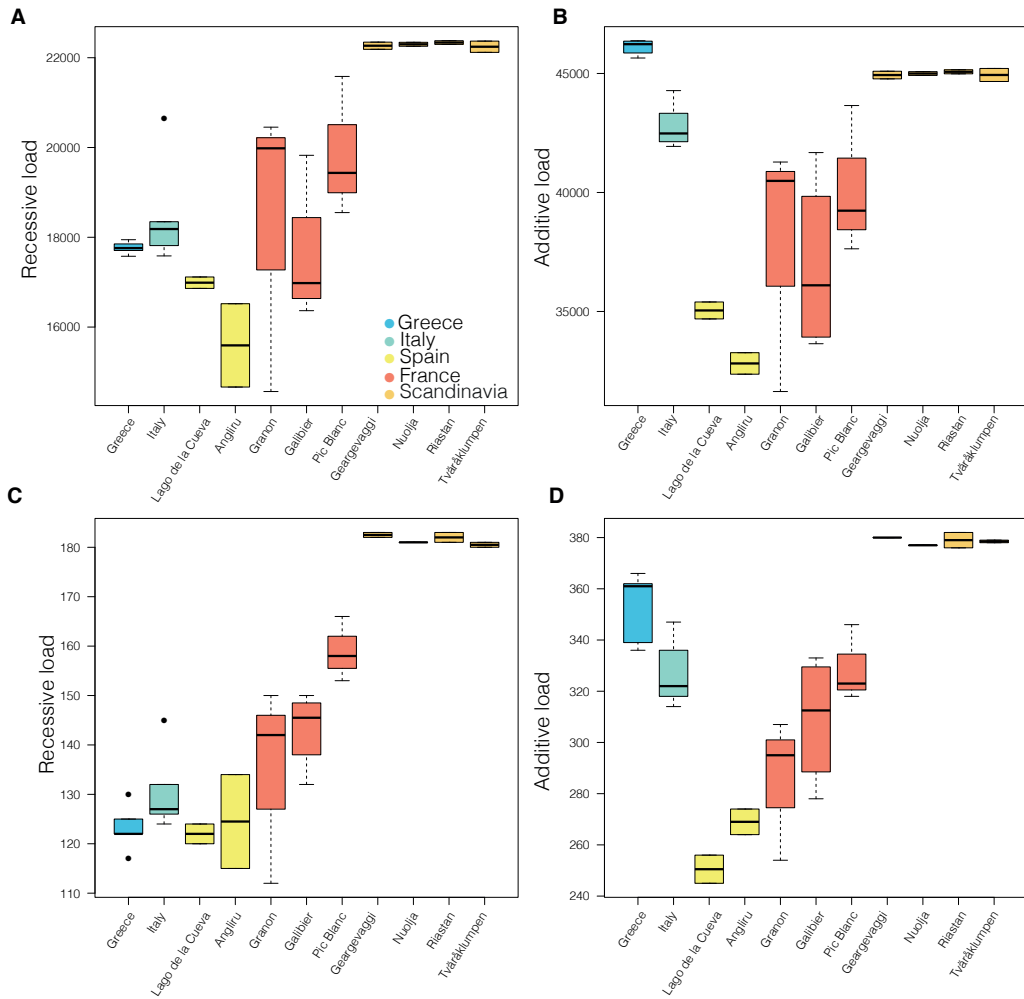 A
Recessive load
22000
20000
18000
16000
Greece
Italy
Spain
France
Scandinavia
Greece
Italy
Lago de la Cueva
Angliru
Granon
Galibier
Pic Blanc
Geargevaggi
Nuolja
Riastan
Tväråklumpen
B
Additive load
45000
40000
35000
Greece
Italy
Lago de la Cueva
Angliru
Granon
Galibier
Pic Blanc
Geargevaggi
Nuolja
Riastan
Tväråklumpen
C
Recessive load
180
170
160
150
140
130
120
110
Greece
Italy
Lago de la Cueva
Angliru
Granon
Galibier
Pic Blanc
Geargevaggi
Nuolja
Riastan
Tväråklumpen
D
Additive load
380
360
340
320
300
280
260
240
Greece
Italy
Lago de la Cueva
Angliru
Granon
Galibier
Pic Blanc
Geargevaggi
Nuolja
Riastan
Tväråklumpen